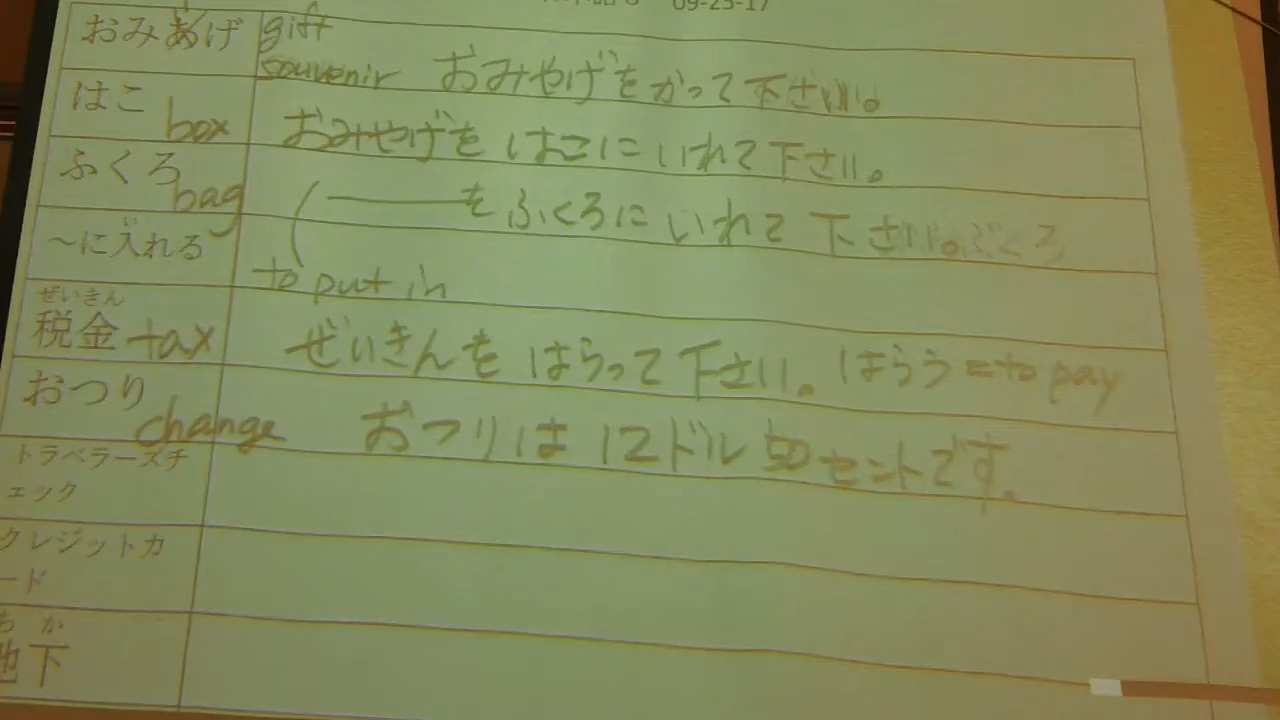 09-25-17
おみあげ gift
souvenir おみやげをかって下さい。
はこ
box おみやげをはこにいれて下さい。
ふくろ
bag ( ———をふくろにいれて下さい。ぶくろ
～に入れる
to put in
ぜいきん
税金 tax ぜいきんをはらって下さい。はらう=to pay
おつり
change おつりは12ドル50セントです。
トラベラーズチ
ェック
クレジットカ
ード
ちか
地下